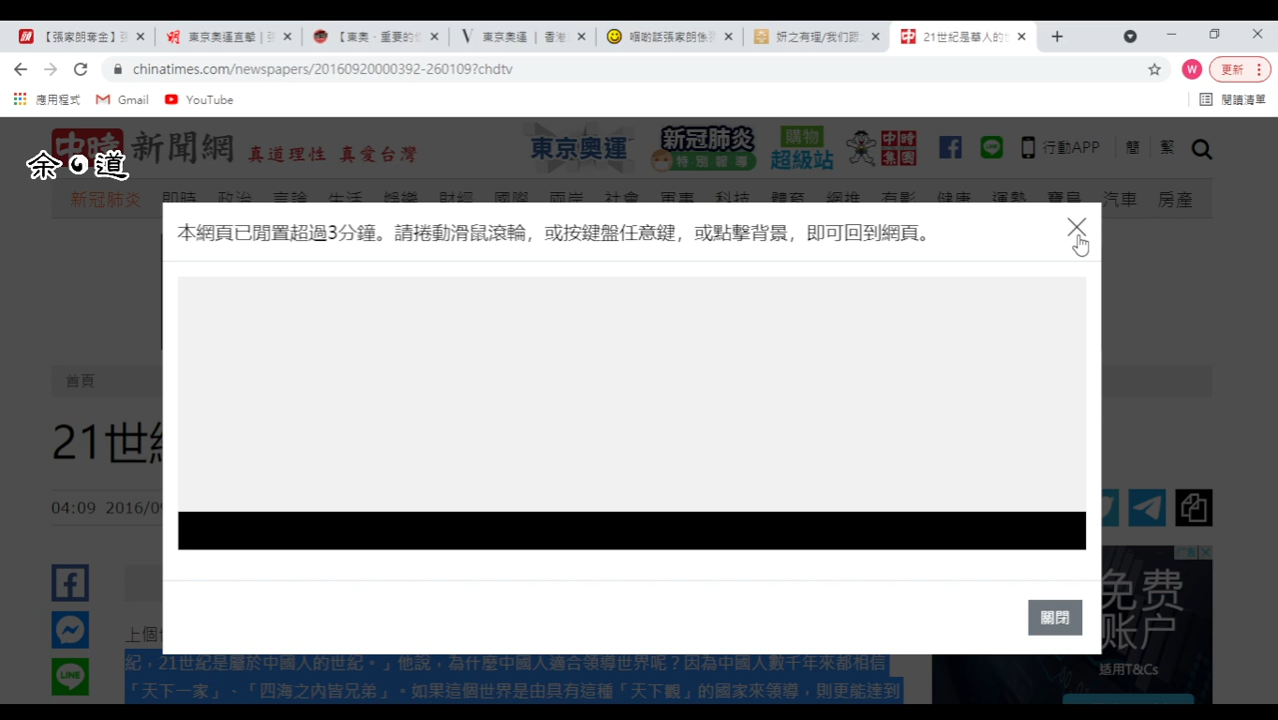 【張家朗奪金】
東京奧運直擊 | 張
【東奧．重要的
東京奧運 | 香港
嗰啲話張家朗係
妍之有理/我们跟
21世紀是華人的世
chinatimes.com/newspapers/20160920000392-260109?chdtv
W
更新
應用程式
Gmail
YouTube
閱讀清單
中時
新聞網
真道理性 真愛台灣
余 道
東京奧運
新冠肺炎
特別報導
購物
超級站
中時
集團
行動APP
簡
繁
新冠肺炎 即時 政治 言論 生活 娛樂 財經 國際 兩岸 社會 軍事 科技 體育 網推 有影 健康 運勢 寶島 汽車 房產
本網頁已閒置超過3分鐘。請捲動滑鼠滾輪，或按鍵盤任意鍵，或點擊背景，即可回到網頁。
首頁
21世紀
04:09 2016/09
關閉
广告
免费
账户
适用T&Cs
LINE
上個世
紀，21世紀是屬於中國人的世紀。」他說，為什麼中國人適合領導世界呢？因為中國人數千年來都相信
「天下一家」、「四海之內皆兄弟」。如果這個世界是由具有這種「天下觀」的國家來領導，則更能達到